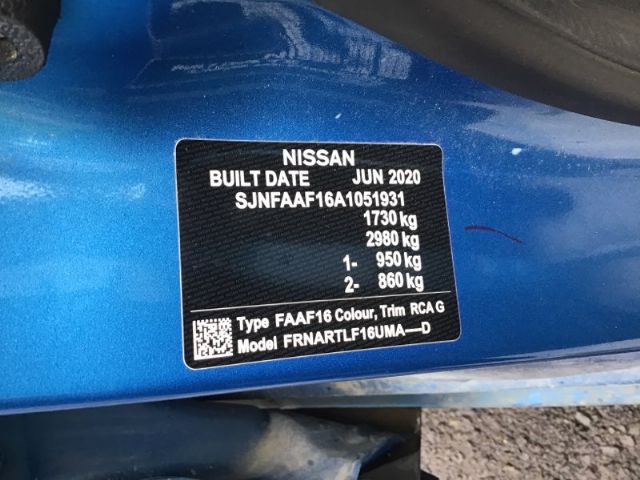 NISSAN
BUILT DATE JUN 2020
SJNFAAF16A1051931
1730 kg
2980 kg
1- 950 kg
2- 860 kg
Type FAAF16 Colour, Trim RCA G
Model FRNARTLF16UMA—D